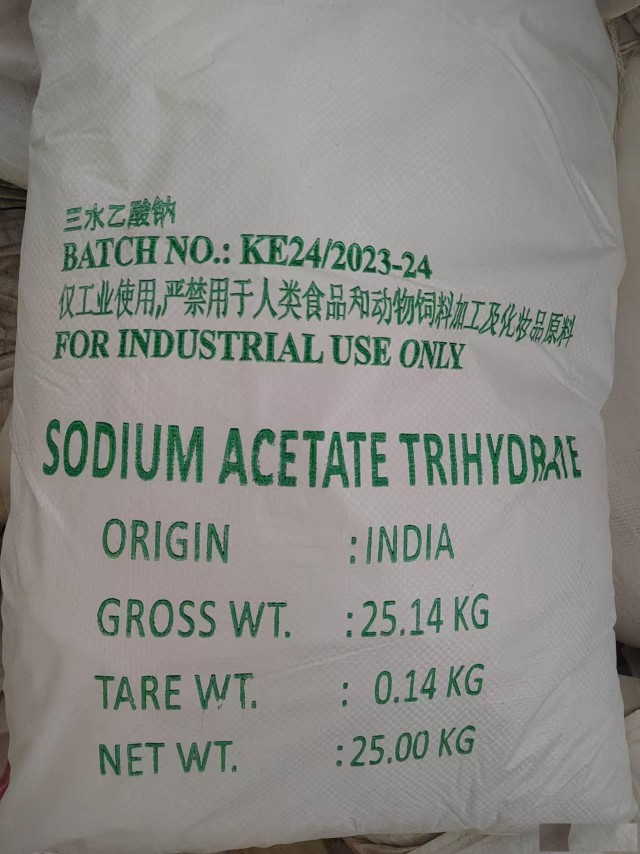 三水乙酸钠
BATCH NO.: KE24/2023-24
仅工业使用,严禁用于人类食品和动物饲料加工及化妆品原料
FOR INDUSTRIAL USE ONLY
SODIUM ACETATE TRIHYDRATE
ORIGIN : INDIA
GROSS WT. : 25.14 KG
TARE WT. : 0.14 KG
NET WT. : 25.00 KG